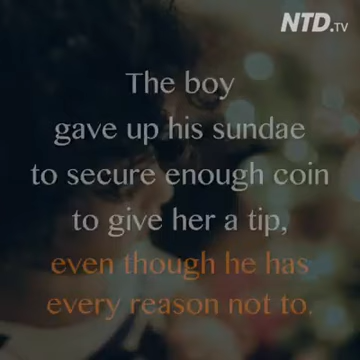 NTD.TV
The boy
gave up his sundae
to secure enough coin
to give her a tip,
even though he has
every reason not to.